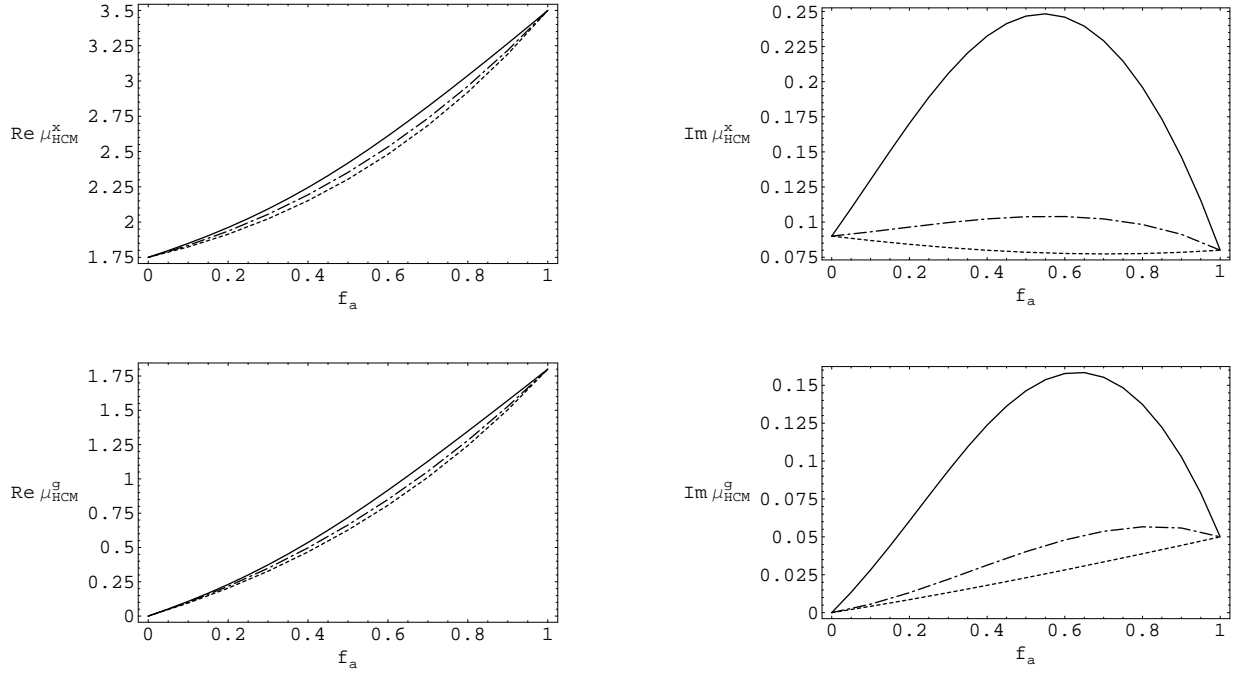 3.5
3.25
3
2.75
2.5
2.25
2
1.75
Re μ^x_HCM
0 0.2 0.4 0.6 0.8 1
f_a
0.25
0.225
0.2
0.175
0.15
0.125
0.1
0.075
Im μ^x_HCM
0 0.2 0.4 0.6 0.8 1
f_a
1.75
1.5
1.25
1
0.75
0.5
0.25
0
Re μ^g_HCM
0 0.2 0.4 0.6 0.8 1
f_a
0.15
0.125
0.1
0.075
0.05
0.025
0
Im μ^g_HCM
0 0.2 0.4 0.6 0.8 1
f_a